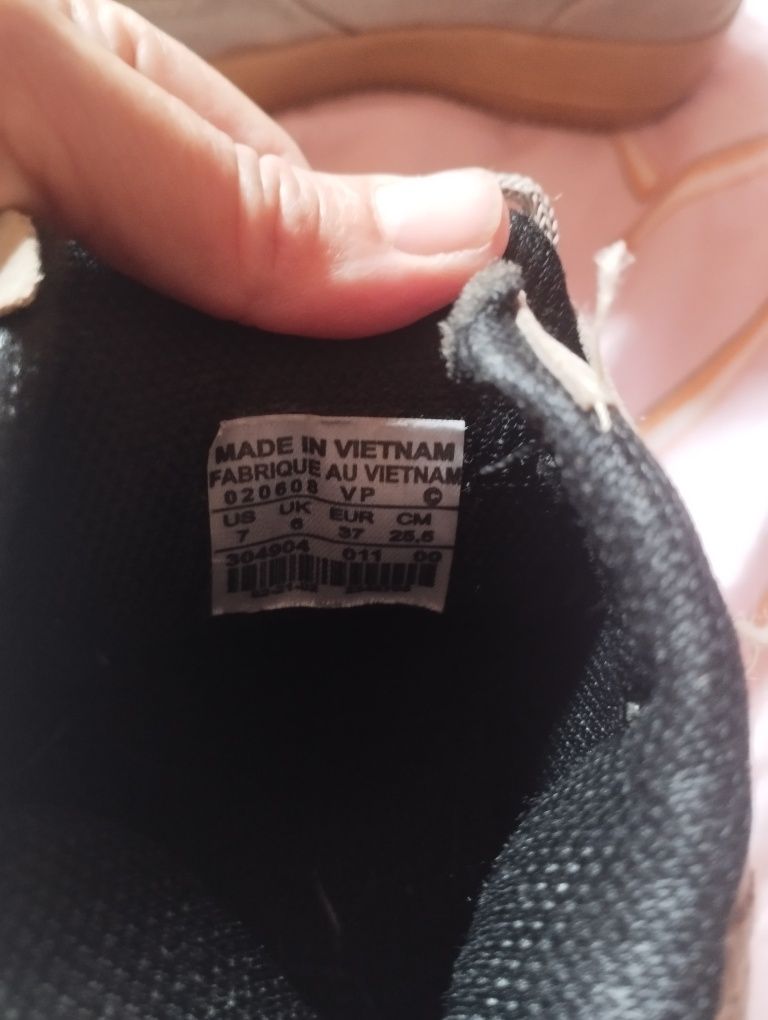 MADE IN VIETNAM
FABRIQUE AU VIETNAM
020608 VP ©
US UK EUR CM
7 6 37 25.5
304904 011 00